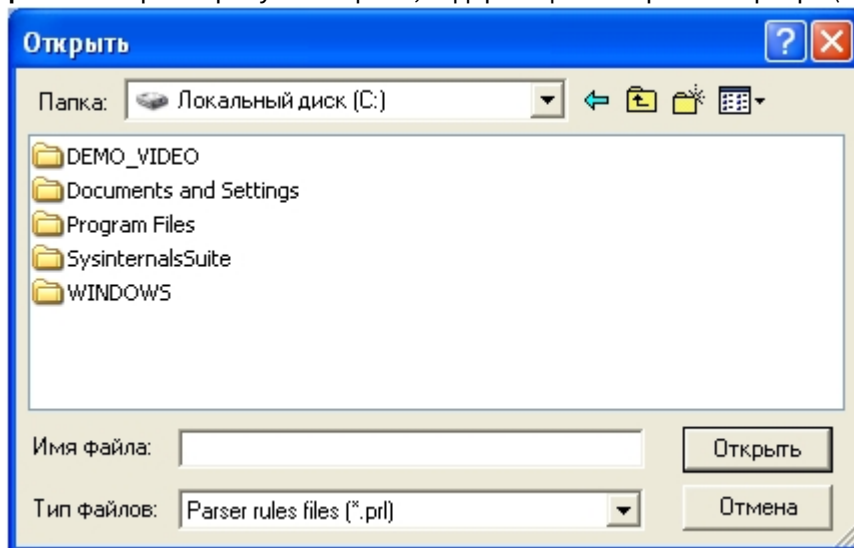 Открыть
Папка: Локальный диск (C:)
DEMO_VIDEO
Documents and Settings
Program Files
SysinternalsSuite
WINDOWS
Имя файла:
Открыть
Тип файлов: Parser rules files (*.prl)
Отмена